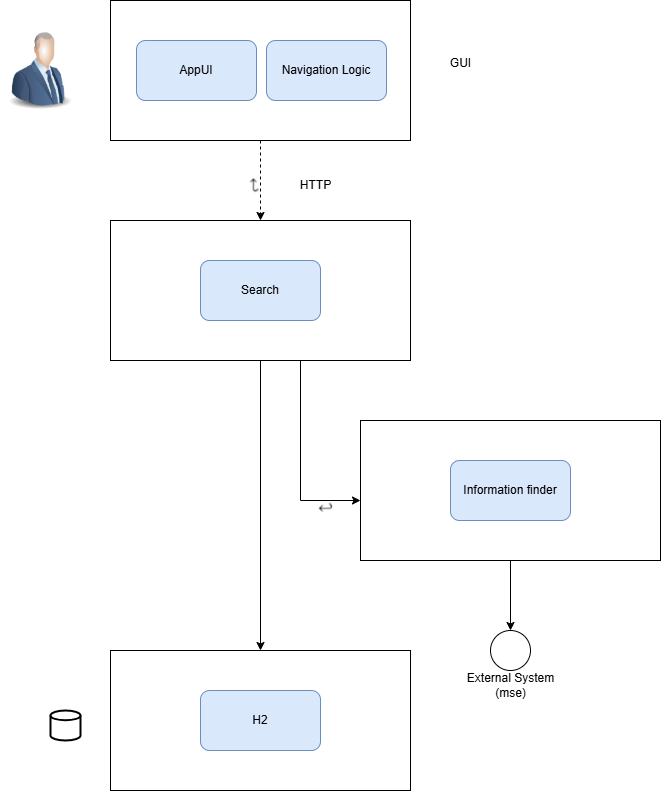 AppUI
Navigation Logic
GUI
HTTP
Search
Information finder
External System
(mse)
H2